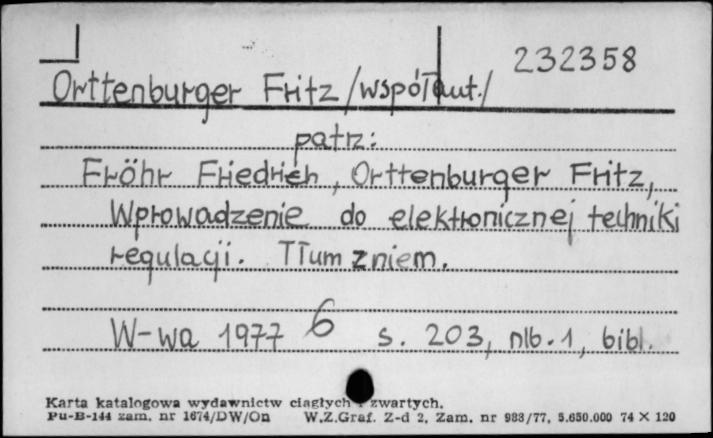 232358
Orttenburger Fritz /współaut./
patrz:
Fröhr Friedrich, Orttenburger Fritz,
Wprowadzenie do elektronicznej techniki
regulacji. Tłum z niem.
W-wa 1977 6 s. 203, nlb. 1, bibl.
Karta katalogowa wydawnictw ciągłych i zwartych.
Pu-B-144 zam. nr 1674/DW/On W.Z.Graf. Z-d 2, Zam. nr 983/77, 5.650.000 74 X 120